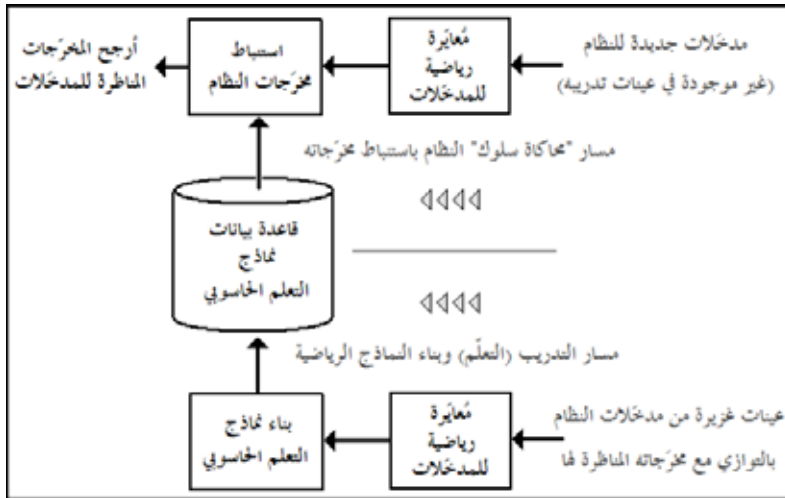 مدخَلات جديدة للنظام
(غير موجودة في عينات تدريبه)
مُعايَرة
رياضية
للمدخَلات
استنباط
مخرَجات النظام
أرجح المخرَجات
المناظرة للمدخَلات
مسار "محاكاة سلوك" النظام باستنباط مخرَجاته
قاعدة بيانات
نماذج
التعلم الحاسوبي
مسار التدريب (التعلّم) وبناء النماذج الرياضية
عينات غزيرة من مدخَلات النظام
بالتوازي مع مخرَجاته المناظرة لها
مُعايَرة
رياضية
للمدخَلات
بناء نماذج
التعلم الحاسوبي